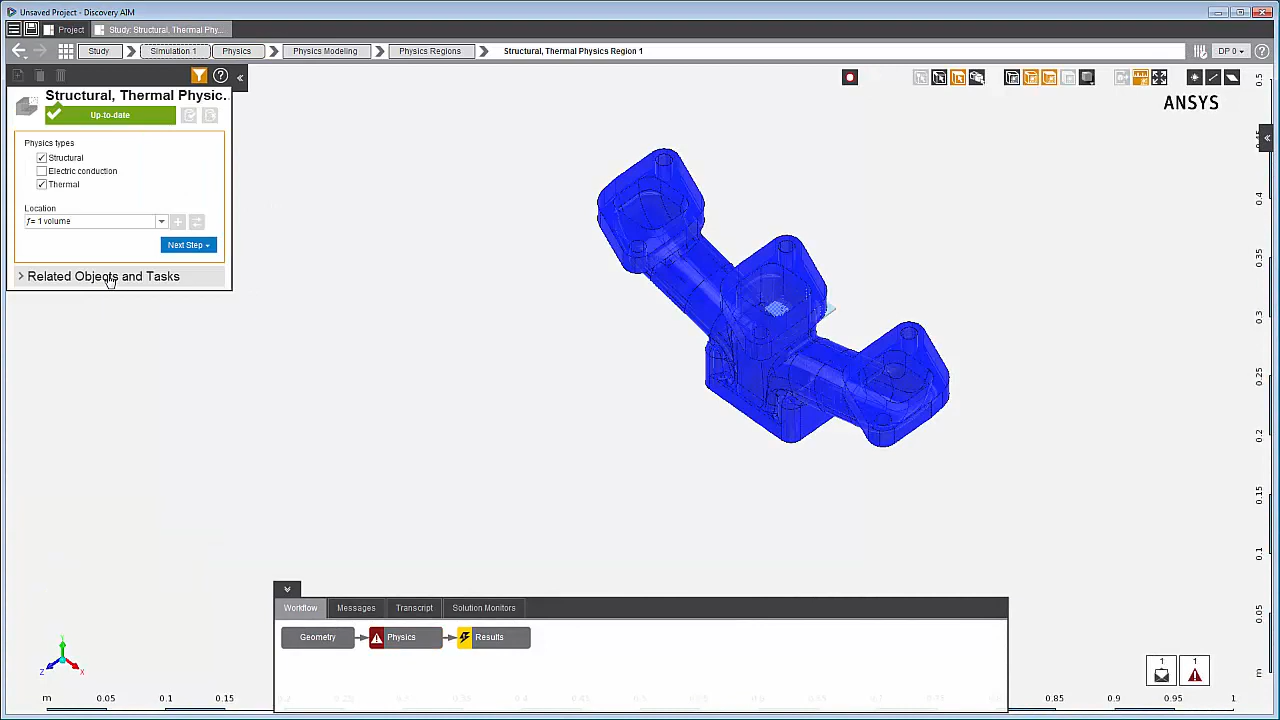 Unsaved Project - Discovery AIM
Project
Study: Structural, Thermal Phy...
Study
Simulation 1
Physics
Physics Modeling
Physics Regions
Structural, Thermal Physics Region 1
DP 0
Structural, Thermal Physic...
Up-to-date
Physics types
Structural
Electric conduction
Thermal
Location
ƒ= 1 volume
Next Step
Related Objects and Tasks
ANSYS
0.5
0.4
0.35
0.3
0.25
0.2
0.15
0.1
0.05
m
Workflow
Messages
Transcript
Solution Monitors
Geometry
Physics
Results
1
1
Y
Z
X
m
0.05
0.1
0.15
0.85
0.9
0.95
1